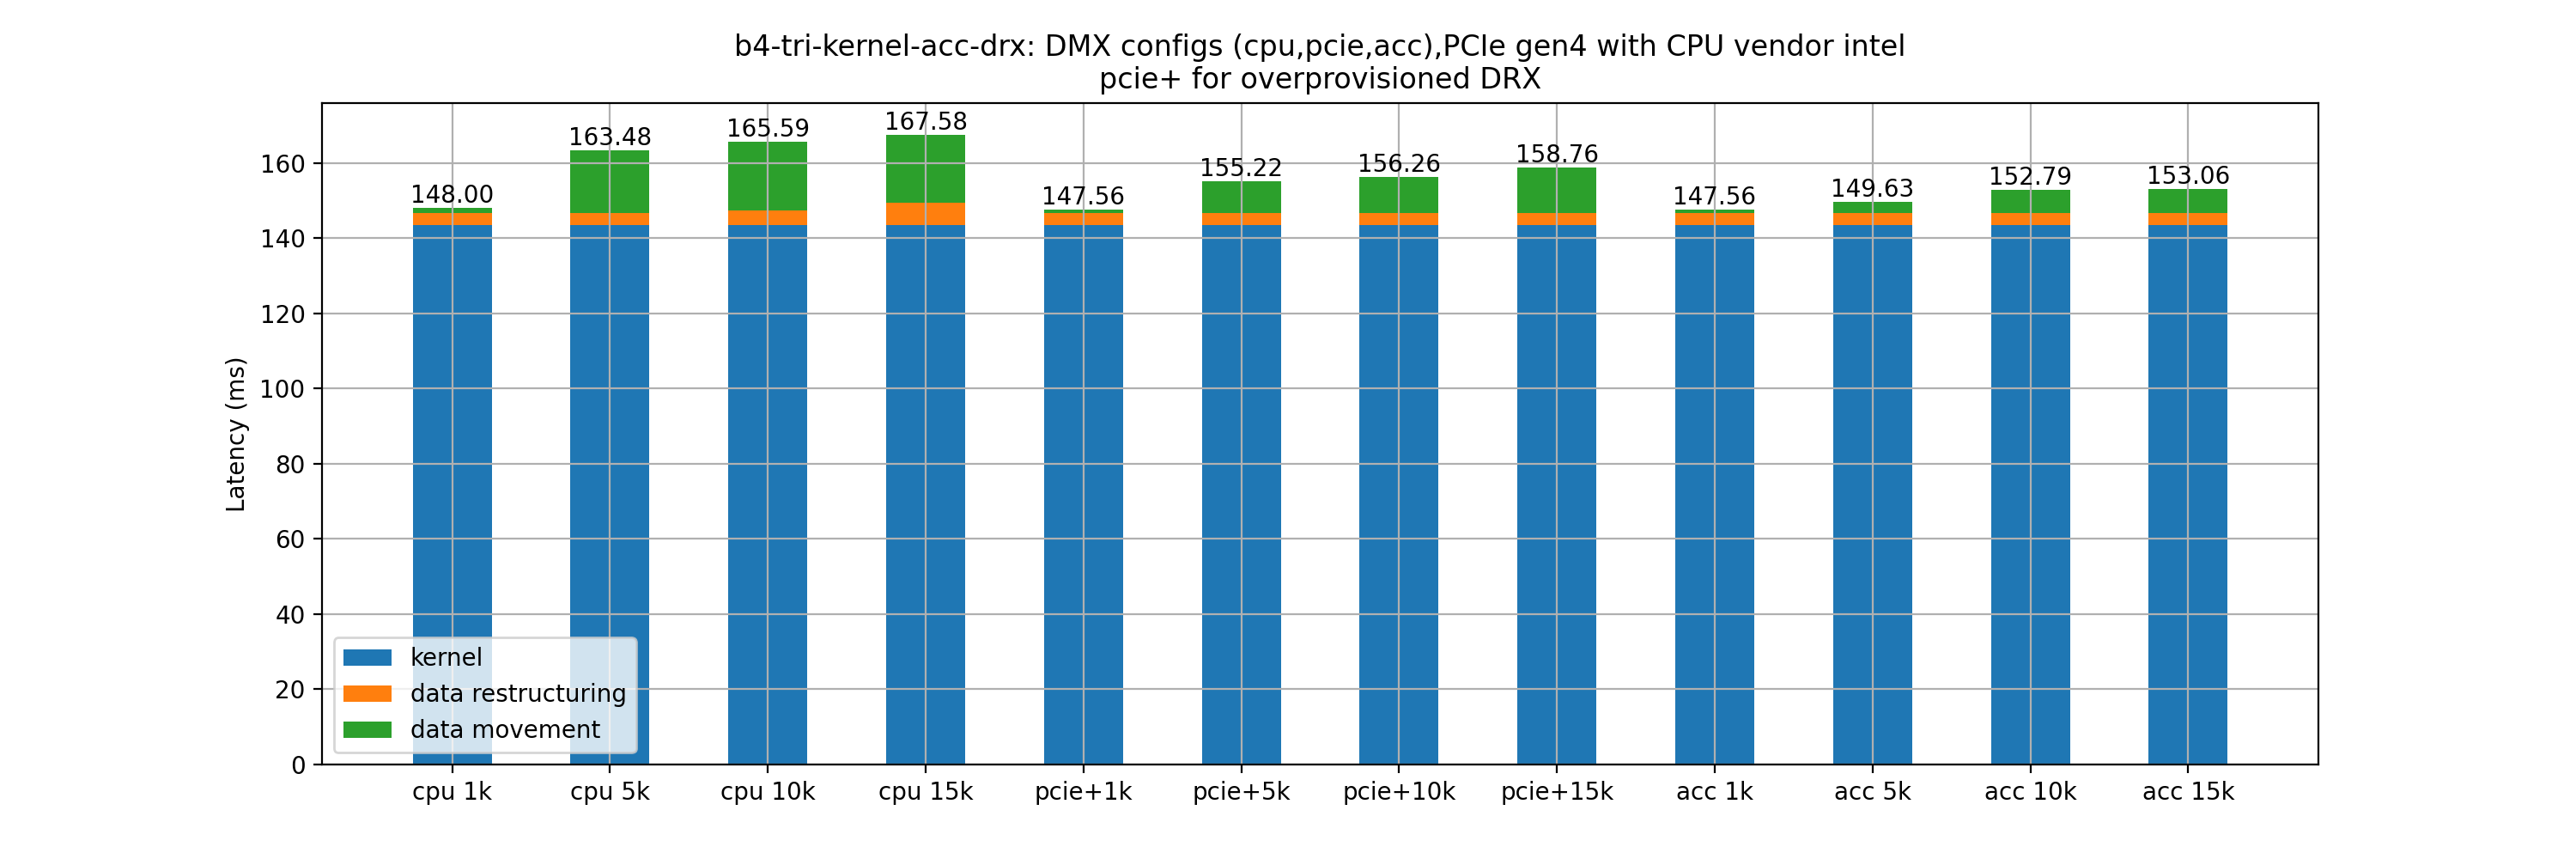 b4-tri-kernel-acc-drx: DMX configs (cpu,pcie,acc),PCIe gen4 with CPU vendor intel
pcie+ for overprovisioned DRX
148.00
163.48
165.59
167.58
147.56
155.22
156.26
158.76
147.56
149.63
152.79
153.06
Latency (ms)
160
140
120
100
80
60
40
20
0
kernel
data restructuring
data movement
cpu 1k
cpu 5k
cpu 10k
cpu 15k
pcie+1k
pcie+5k
pcie+10k
pcie+15k
acc 1k
acc 5k
acc 10k
acc 15k